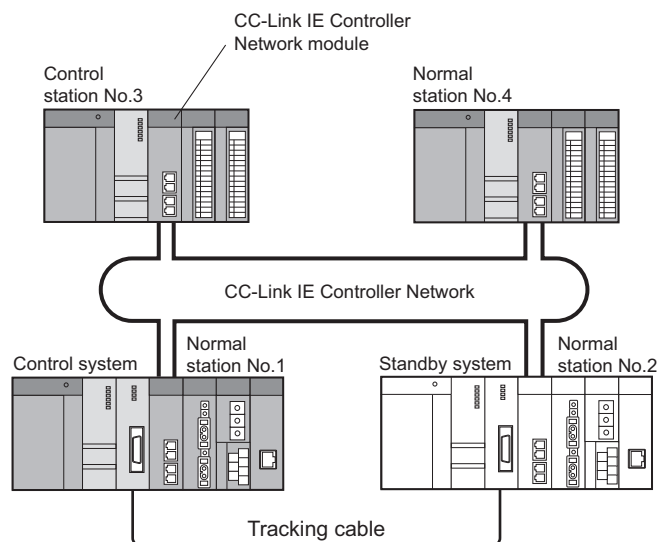 CC-Link IE Controller
Network module
Control
station No.3
Normal
station No.4
CC-Link IE Controller Network
Control system
Normal
station No.1
Standby system
Normal
station No.2
Tracking cable